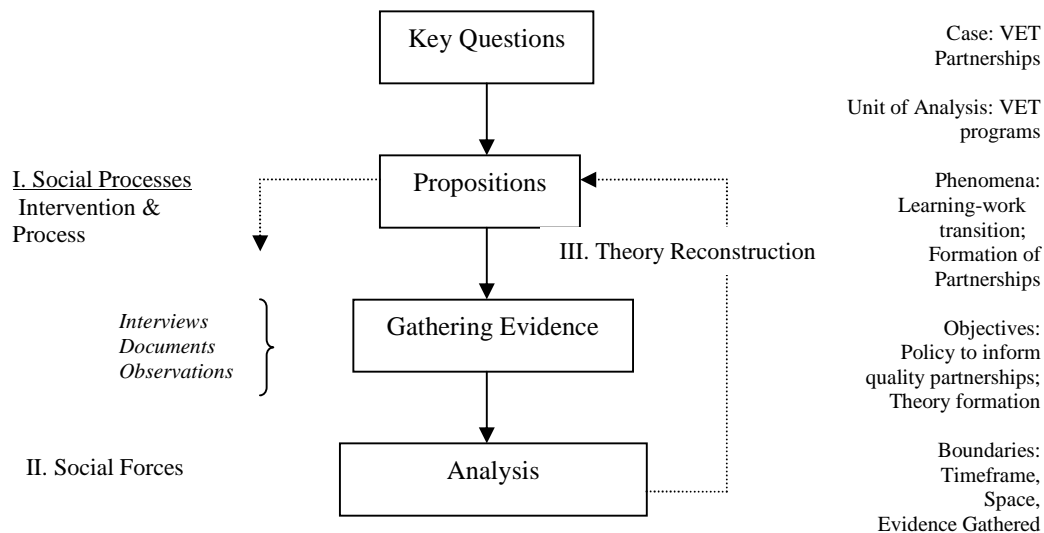 Key Questions
Propositions
I. Social Processes
Intervention &
Process
III. Theory Reconstruction
Gathering Evidence
Interviews
Documents
Observations
II. Social Forces
Analysis
Case: VET
Partnerships
Unit of Analysis: VET
programs
Phenomena:
Learning-work
transition;
Formation of
Partnerships
Objectives:
Policy to inform
quality partnerships;
Theory formation
Boundaries:
Timeframe,
Space,
Evidence Gathered